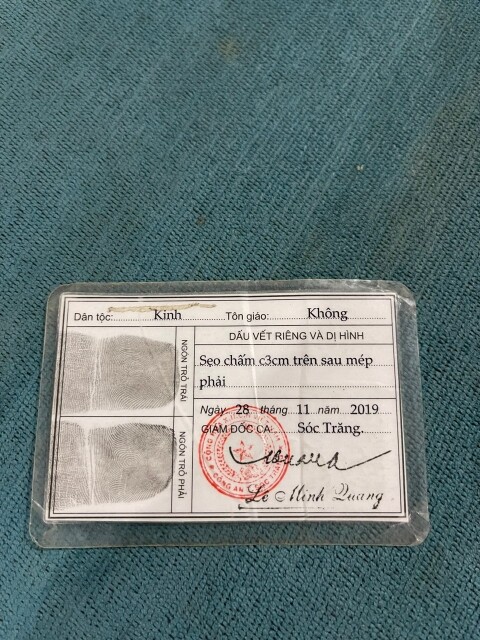 Dân tộc: Kinh Tôn giáo: Không
DẤU VẾT RIÊNG VÀ DỊ HÌNH
Sẹo chấm c3cm trên sau mép
phải
Ngày 28 tháng 11 năm 2019
GIÁM ĐỐC CA Sóc Trăng.
Lê Minh Quang
NGÓN TRỎ TRÁI
NGÓN TRỎ PHẢI